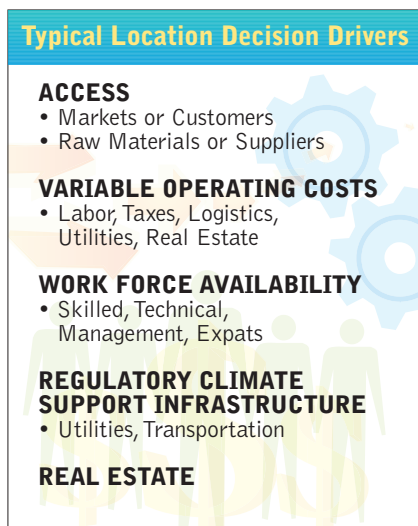 Typical Location Decision Drivers
ACCESS
• Markets or Customers
• Raw Materials or Suppliers
VARIABLE OPERATING COSTS
• Labor, Taxes, Logistics,
Utilities, Real Estate
WORK FORCE AVAILABILITY
• Skilled, Technical,
Management, Expats
REGULATORY CLIMATE
SUPPORT INFRASTRUCTURE
• Utilities, Transportation
REAL ESTATE